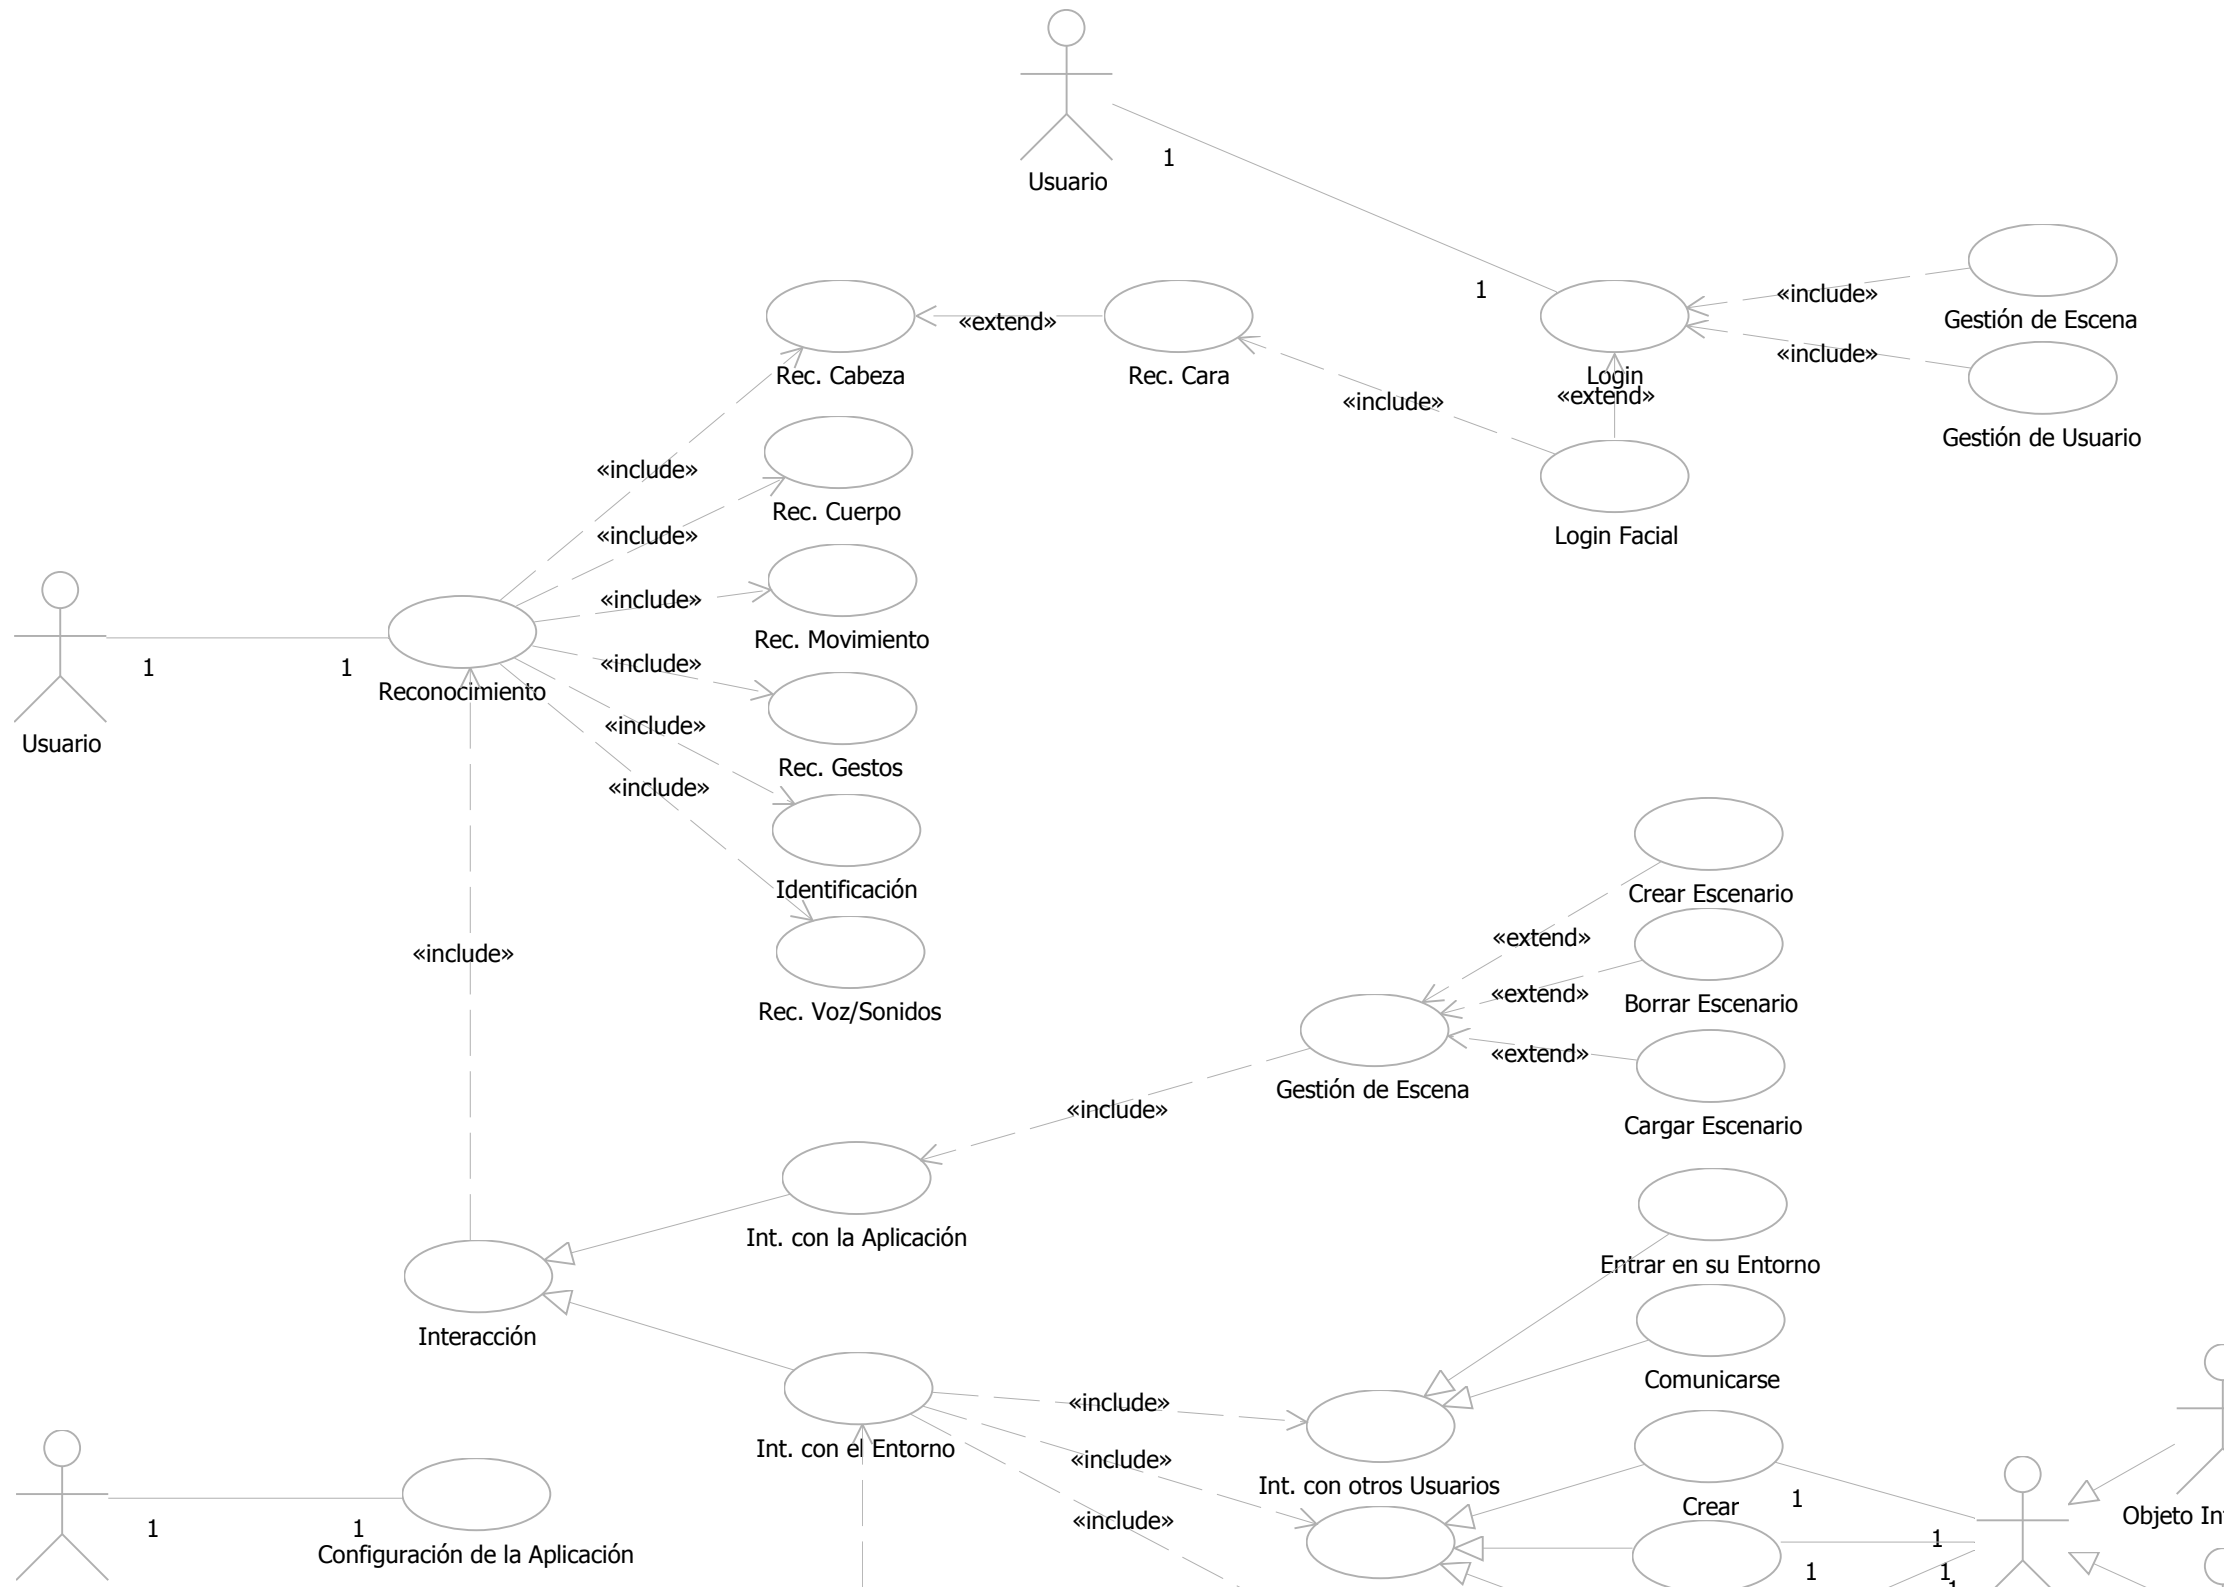 1
Usuario
1
«include»
Gestión de Escena
«extend»
«include»
Rec. Cabeza
Rec. Cara
Login
«extend»
«include»
Gestión de Usuario
«include»
Rec. Cuerpo
Login Facial
«include»
«include»
Rec. Movimiento
1
1
«include»
Reconocimiento
Usuario
«include»
Rec. Gestos
«include»
Identificación
Crear Escenario
«extend»
«include»
«extend»
Borrar Escenario
Rec. Voz/Sonidos
«extend»
Gestión de Escena
«include»
Cargar Escenario
Int. con la Aplicación
Entrar en su Entorno
Interacción
Comunicarse
«include»
Int. con el Entorno
«include»
Int. con otros Usuarios
Crear
1
Objeto
«include»
1
1
1
Configuración de la Aplicación
1
1
1